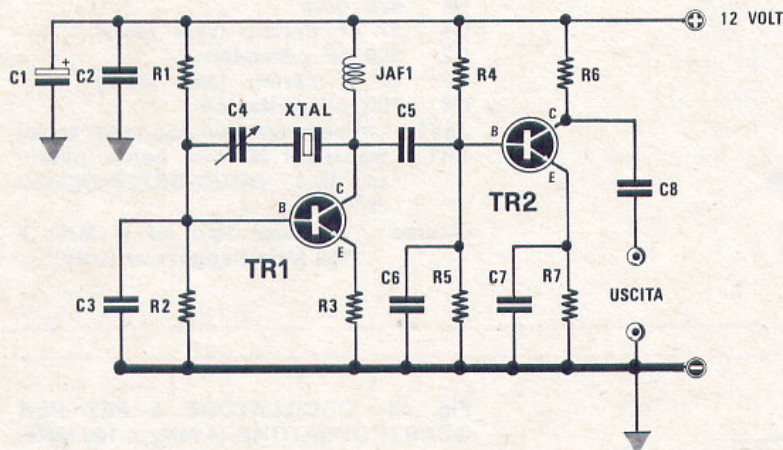 12 VOLT
C1
+
C2
R1
JAF1
R4
R6
C4
XTAL
C5
B
C
E
TR1
B
C
E
TR2
C8
C3
R2
R3
C6
R5
C7
R7
USCITA